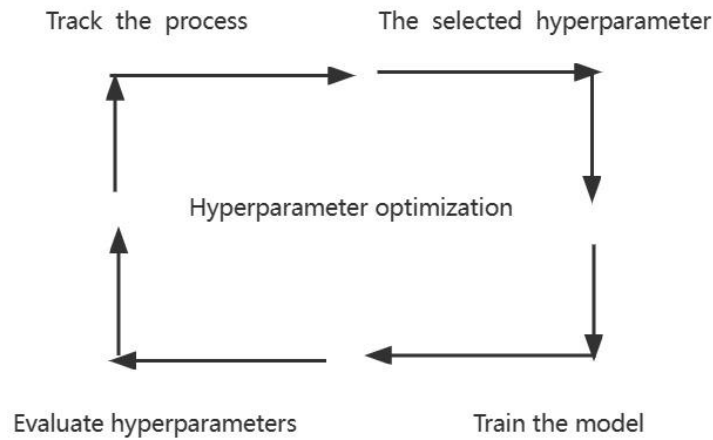 Track the process
The selected hyperparameter
Hyperparameter optimization
Evaluate hyperparameters
Train the model